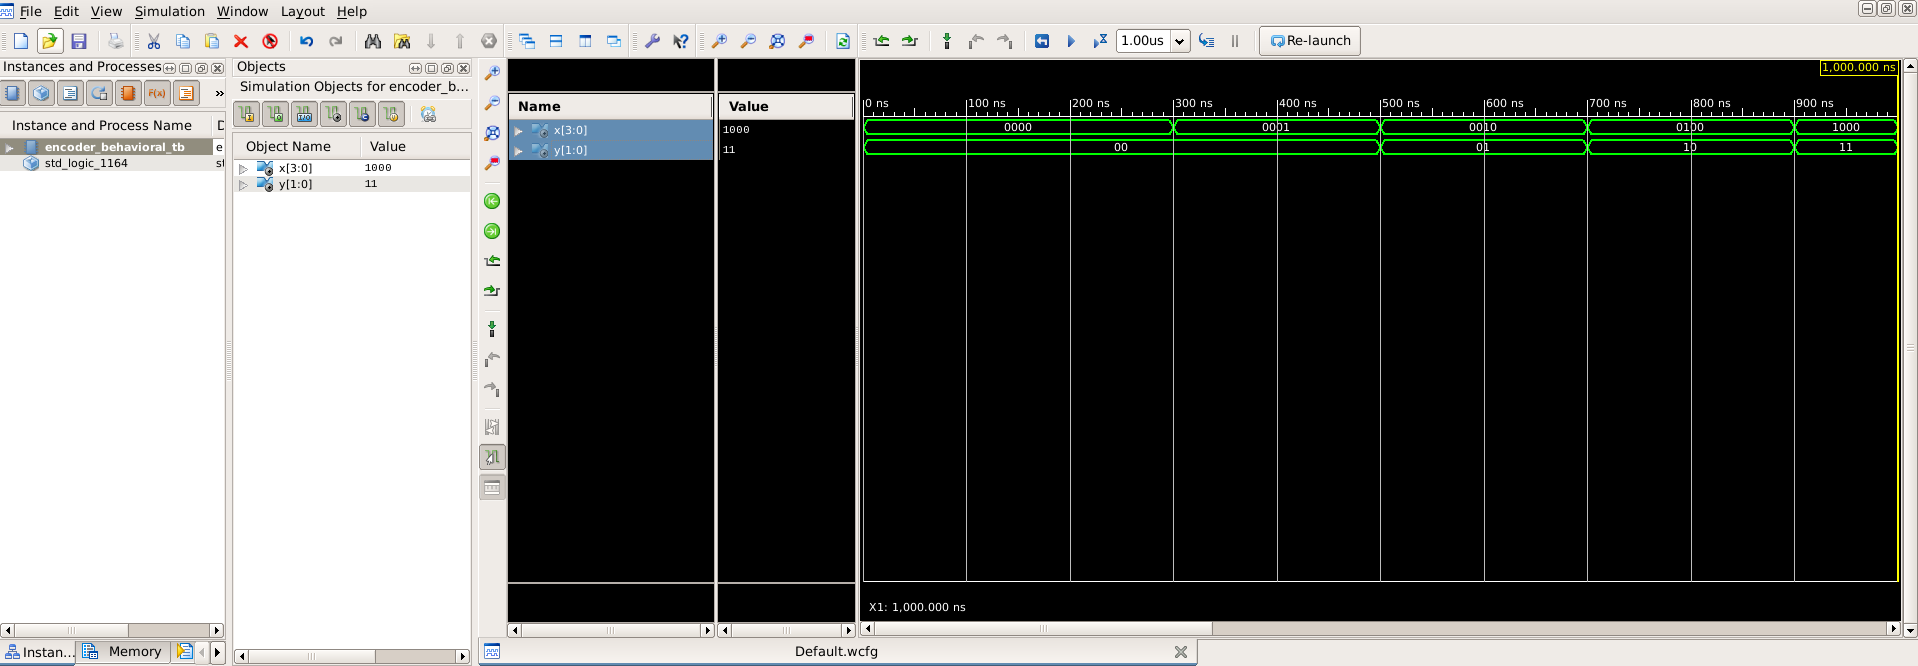 File Edit View Simulation Window Layout Help
1.00us Re-launch
Instances and Processes
Instance and Process Name D
encoder_behavioral_tb e
std_logic_1164 st
F(x)
»
Instan... Memory
Objects
Simulation Objects for encoder_b...
Object Name Value
x[3:0] 1000
y[1:0] 11
Name Value
x[3:0] 1000
y[1:0] 11
1,000.000 ns
0 ns 100 ns 200 ns 300 ns 400 ns 500 ns 600 ns 700 ns 800 ns 900 ns
0000 0001 0010 0100 1000
00 01 10 11
X1: 1,000.000 ns
Default.wcfg